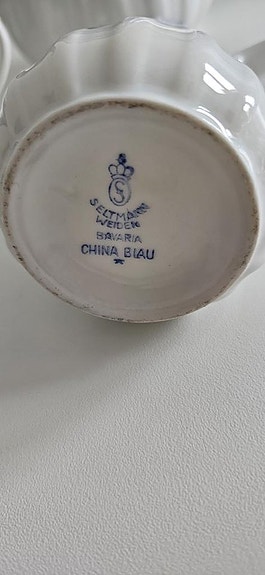 S
SELTMANN
WEIDEN
BAVARIA
CHINA BLAU